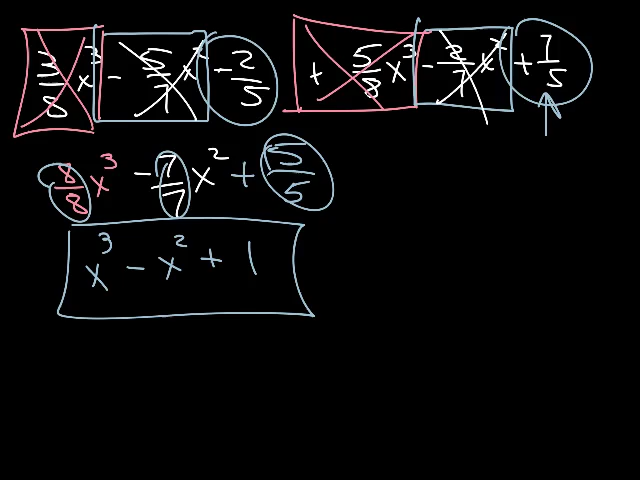 3/8 x³ - 5/7 x² - 2/5 + 5/8 x³ - 2/7 x² + 7/5
8/8 x³ - 7/7 x² + 5/5
x³ - x² + 1